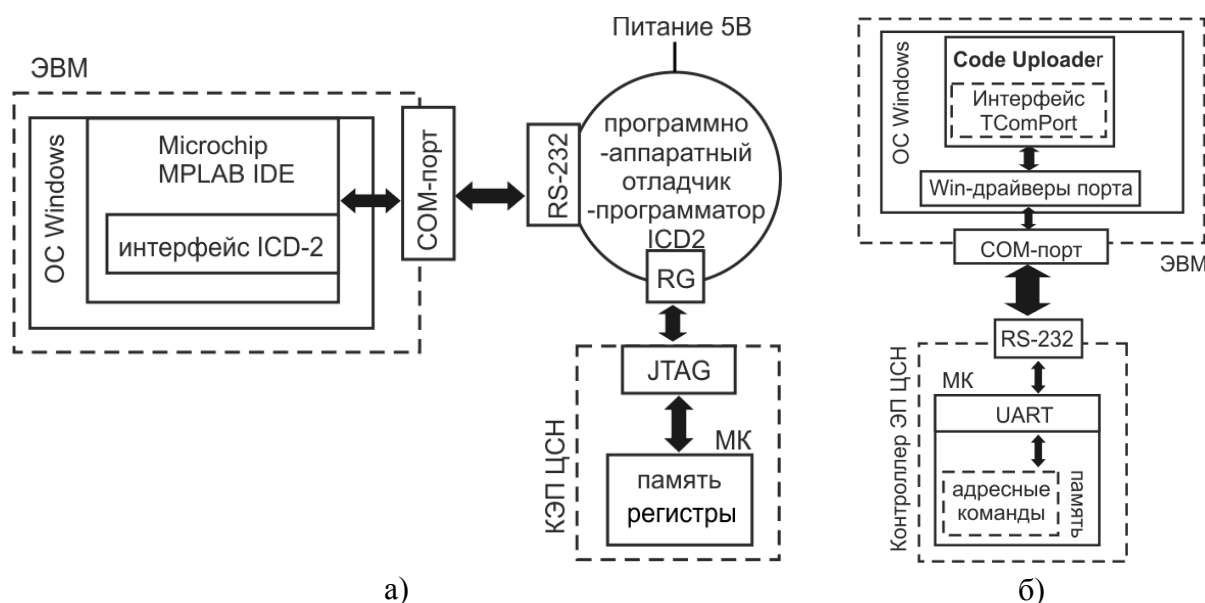 ЭВМ
ОС Windows
Microchip
MPLAB IDE
интерфейс ICD-2
COM-порт
Питание 5В
RS-232
программно
-аппаратный
отладчик
-программатор
ICD2
RG
JTAG
КЭП ЦСН
МК
память
регистры
а)
ОС Windows
Code Uploader
Интерфейс
TComPort
Win-драйверы порта
COM-порт
ЭВМ
RS-232
Контроллер ЭП ЦСН
МК
UART
адресные
команды
память
б)